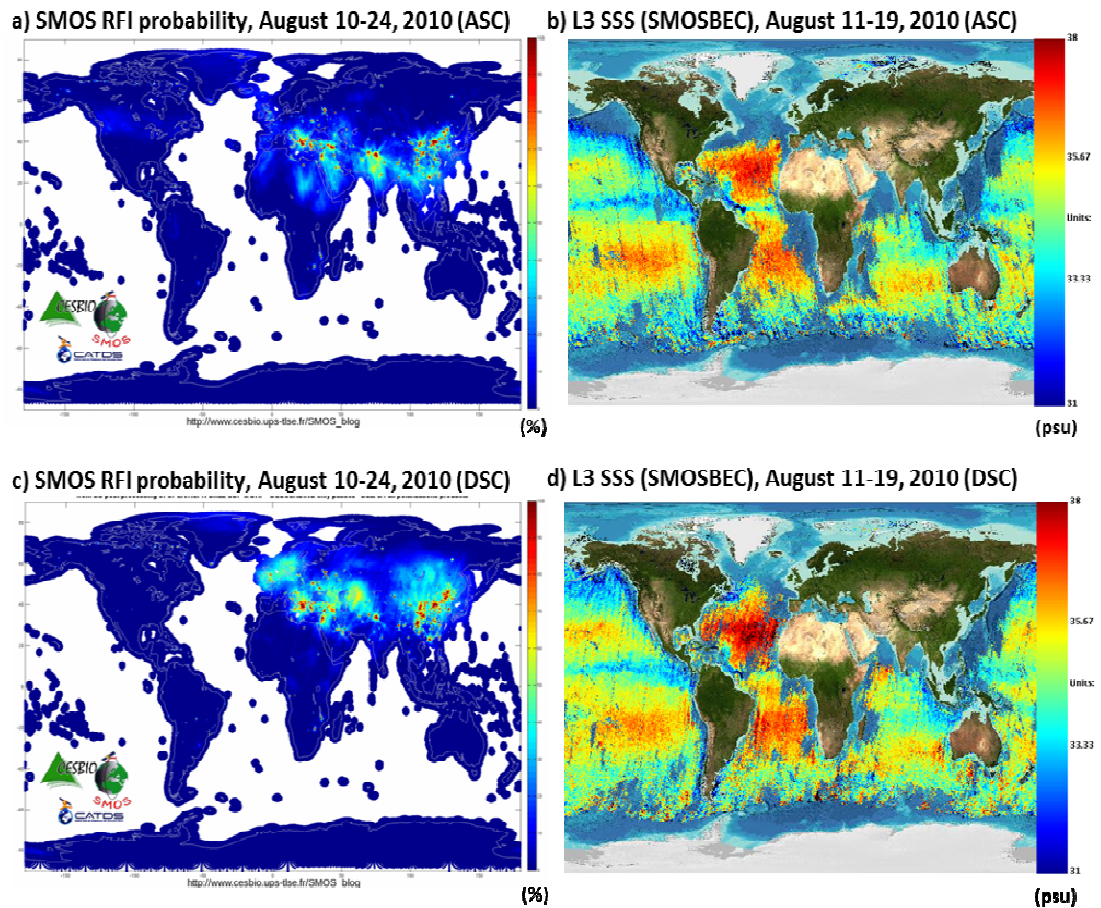 a) SMOS RFI probability, August 10-24, 2010 (ASC)
b) L3 SSS (SMOSBEC), August 11-19, 2010 (ASC)
38
35.67
Units:
33.33
31
CESBIO
SMOS
CATDS
http://www.cesbio.ups-tlse.fr/SMOS_blog
(%)
(psu)
c) SMOS RFI probability, August 10-24, 2010 (DSC)
d) L3 SSS (SMOSBEC), August 11-19, 2010 (DSC)
38
35.67
Units:
33.33
31
CESBIO
SMOS
CATDS
http://www.cesbio.ups-tlse.fr/SMOS_blog
(%)
(psu)